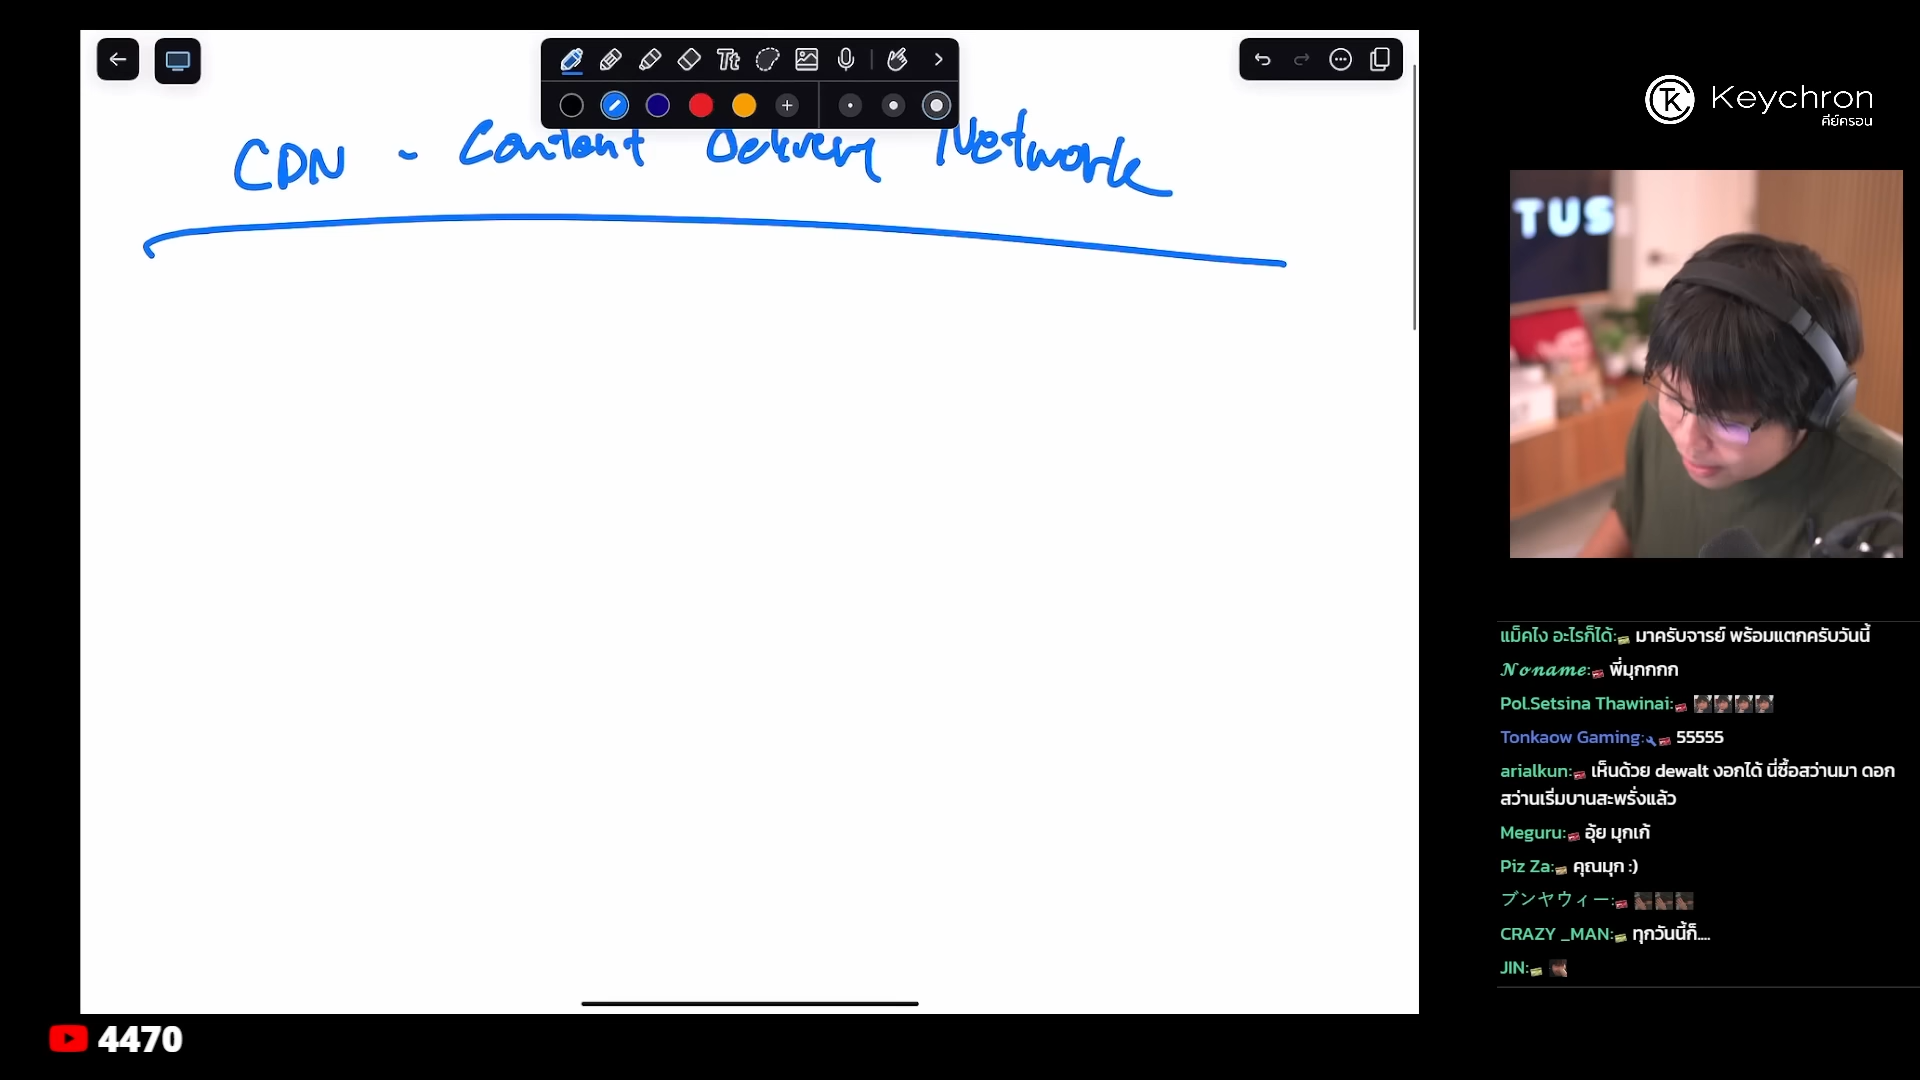 Tt
CDN - Content Delivery Network
TK Keychron
คีย์ครอน
TUS
แม็คไง อะไรก็ได้: มาครับจารย์ พร้อมแตกครับวันนี้
Noname: พี่มุกกกก
Pol.Setsina Thawinai:
Tonkaow Gaming: 55555
arialkun: เห็นด้วย dewalt งอกได้ นี่ซื้อสว่านมา ดอก
สว่านเริ่มบานสะพรั่งแล้ว
Meguru: อุ้ย มุกเก้
Piz Za: คุณมุก :)
ブンヤウィー:
CRAZY _MAN: ทุกวันนี้ก็....
JIN:
4470